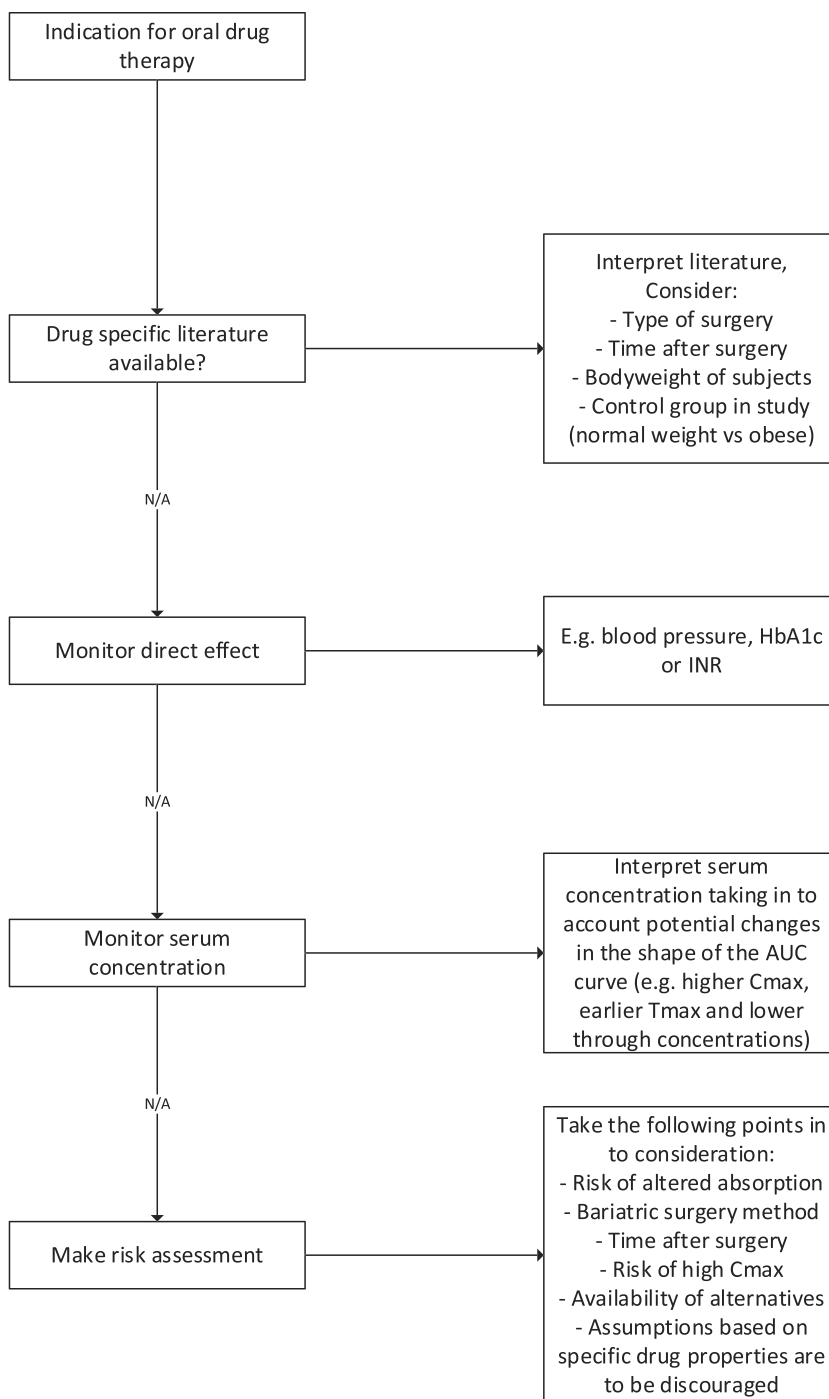 Indication for oral drug
therapy
Drug specific literature
available?
Interpret literature,
Consider:
- Type of surgery
- Time after surgery
- Bodyweight of subjects
- Control group in study
(normal weight vs obese)
N/A
Monitor direct effect
E.g. blood pressure, HbA1c
or INR
N/A
Monitor serum
concentration
Interpret serum
concentration taking in to
account potential changes
in the shape of the AUC
curve (e.g. higher Cmax,
earlier Tmax and lower
through concentrations)
N/A
Make risk assessment
Take the following points in
to consideration:
- Risk of altered absorption
- Bariatric surgery method
- Time after surgery
- Risk of high Cmax
- Availability of alternatives
- Assumptions based on
specific drug properties are
to be discouraged